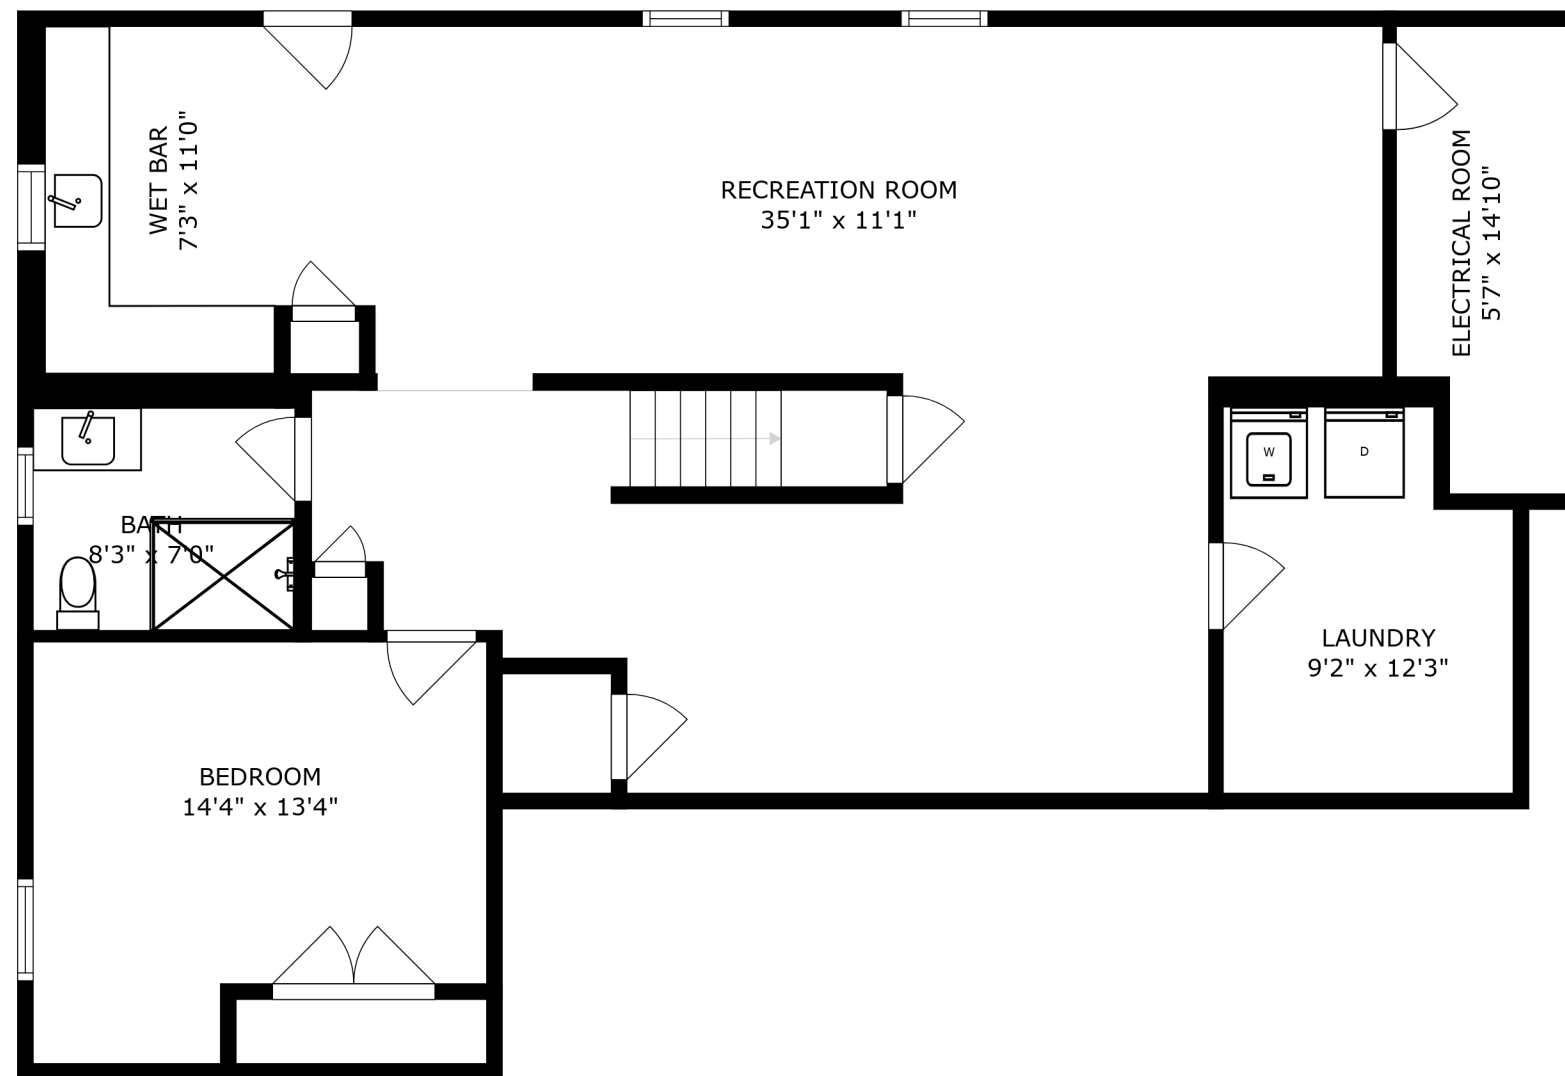 WET BAR
7'3" x 11'0"
RECREATION ROOM
35'1" x 11'1"
ELECTRICAL ROOM
5'7" x 14'10"
W
D
BATH
8'3" x 7'0"
LAUNDRY
9'2" x 12'3"
BEDROOM
14'4" x 13'4"